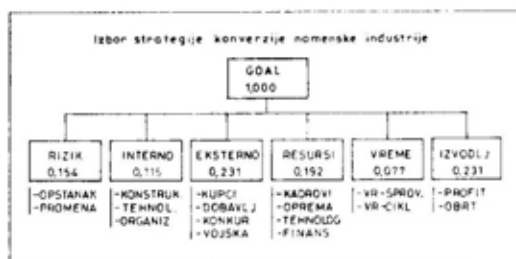 Izbor strategije konverzije namenske industrije
GOAL
1,000
RIZIK
0,154
INTERNO
0,115
EKSTERNO
0,231
RESURSI
0,192
VREME
0,077
IZVODLJ
0,231
-OPSTANAK
-PROMENA
-KONSTRUK.
-TEHNOL.
-ORGANIZ
-KUPCI
-DOBAVLJ
-KONKUR
-VOJSKA
-KADROVI
-OPREMA
-TEHNOLOG
-FINANS
-VR-SPROV.
-VR-CIKL
-PROFIT
-OBRT